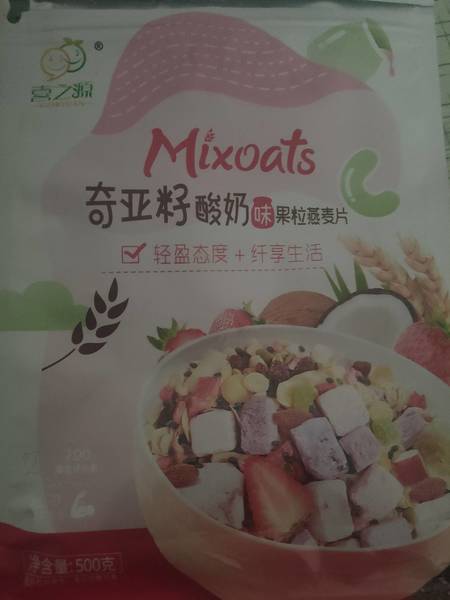 喜之源
®
Mixoats
奇亚籽酸奶味果粒燕麦片
轻盈态度+纤享生活
200
净含量:500克